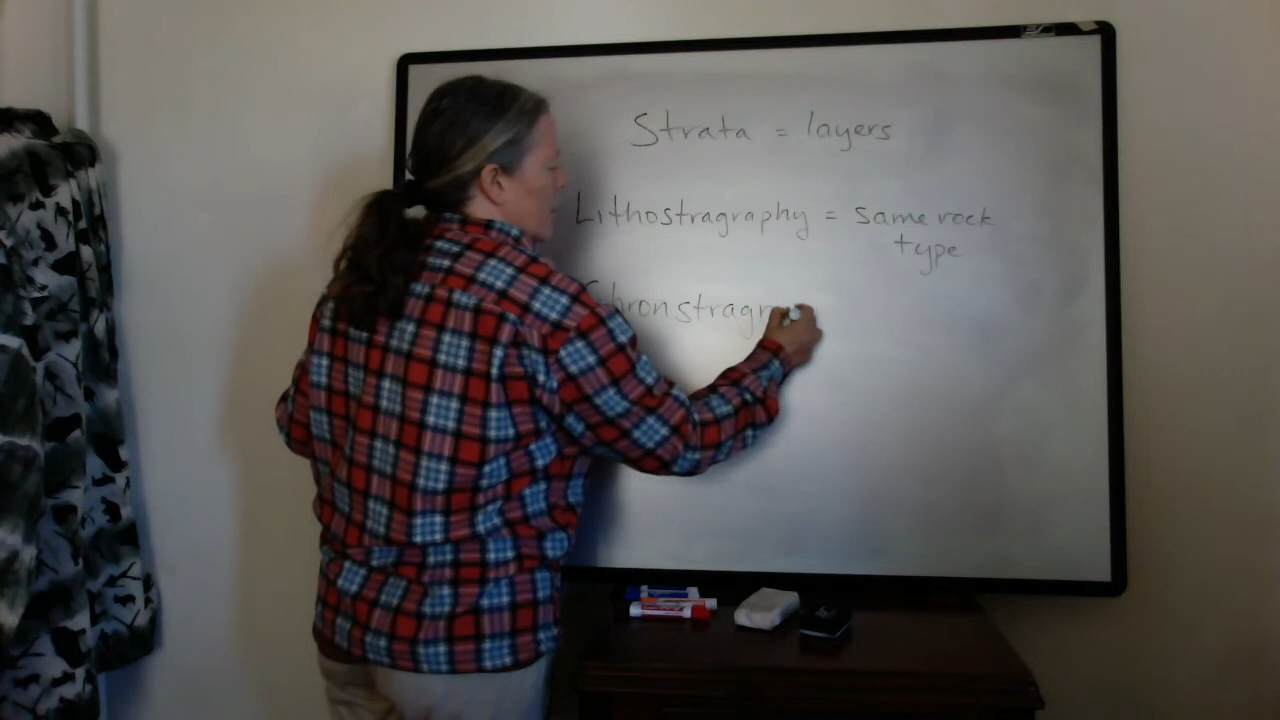 Strata = layers
Lithostragraphy = same rock
type
Chronstragr